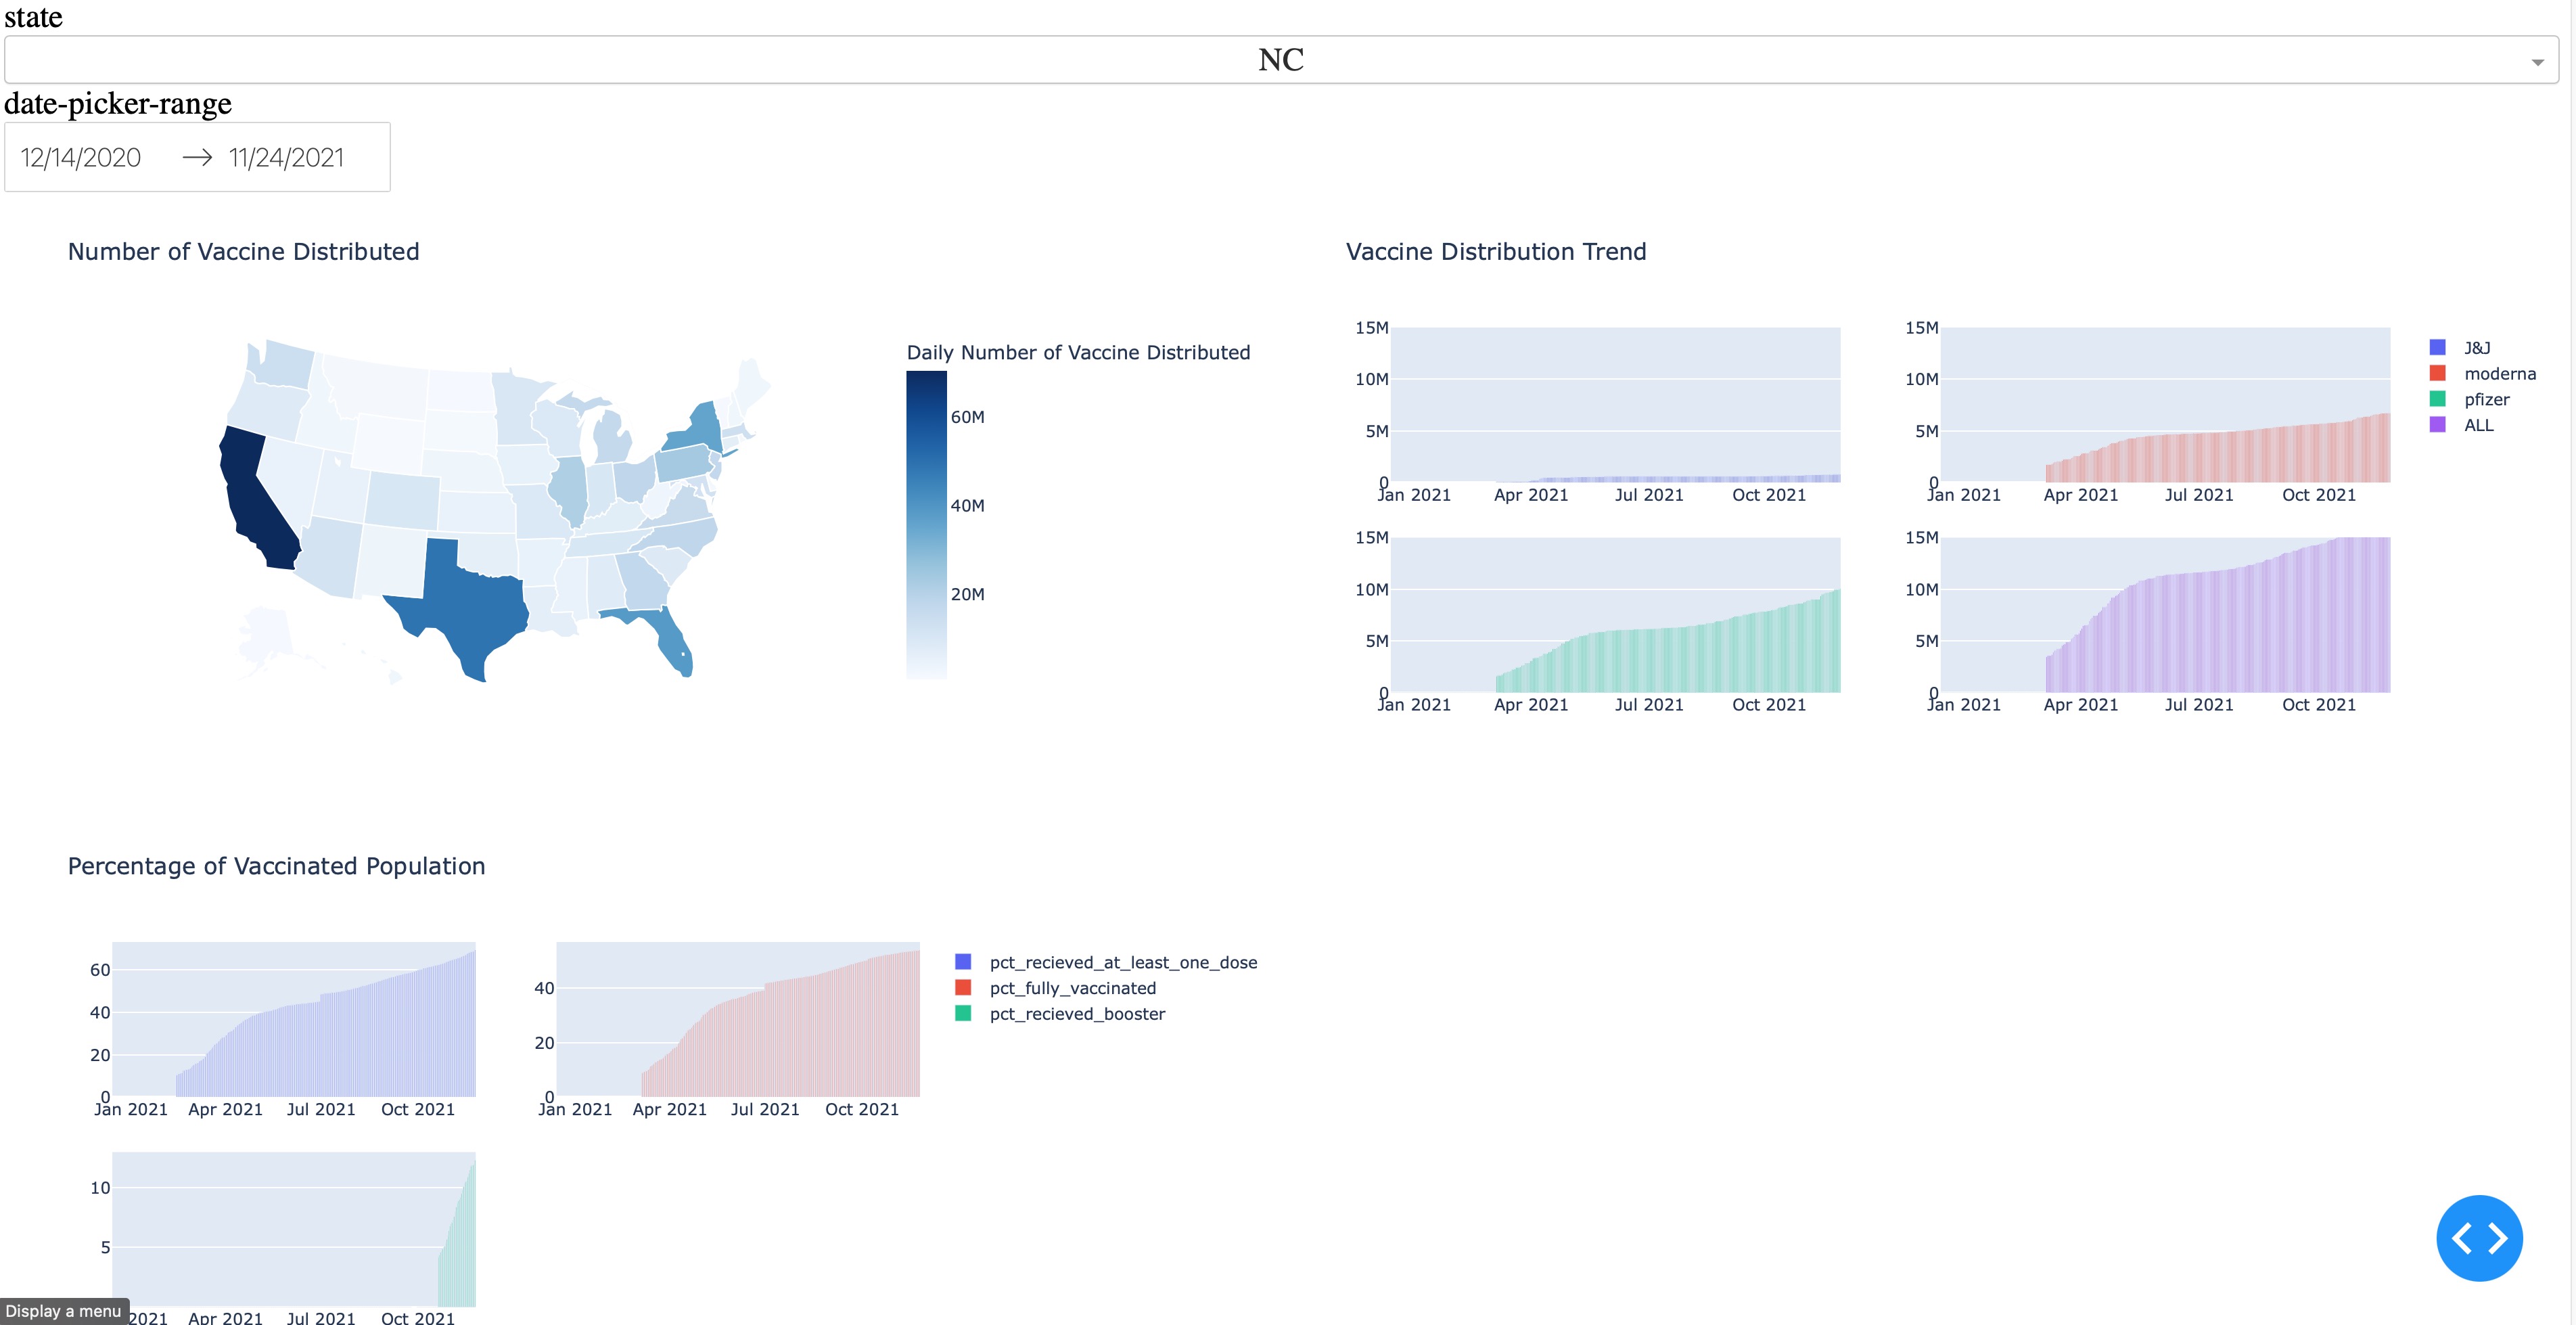 state
NC
date-picker-range
12/14/2020 → 11/24/2021
Number of Vaccine Distributed
Daily Number of Vaccine Distributed
60M
40M
20M
Vaccine Distribution Trend
15M
10M
5M
0
Jan 2021 Apr 2021 Jul 2021 Oct 2021
15M
10M
5M
0
Jan 2021 Apr 2021 Jul 2021 Oct 2021
J&J
moderna
pfizer
ALL
15M
10M
5M
0
Jan 2021 Apr 2021 Jul 2021 Oct 2021
15M
10M
5M
0
Jan 2021 Apr 2021 Jul 2021 Oct 2021
Percentage of Vaccinated Population
60
40
20
0
Jan 2021 Apr 2021 Jul 2021 Oct 2021
40
20
0
Jan 2021 Apr 2021 Jul 2021 Oct 2021
pct_recieved_at_least_one_dose
pct_fully_vaccinated
pct_recieved_booster
10
5
2021 Apr 2021 Jul 2021 Oct 2021
Display a menu